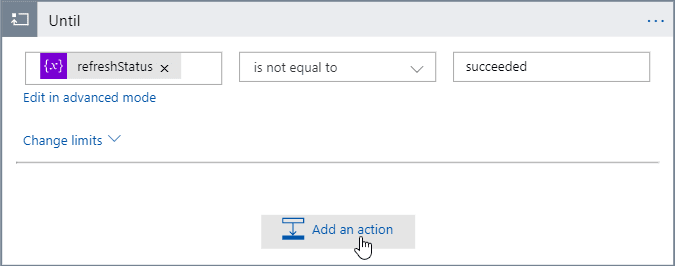 Until
{x} refreshStatus × is not equal to succeeded
Edit in advanced mode
Change limits
Add an action